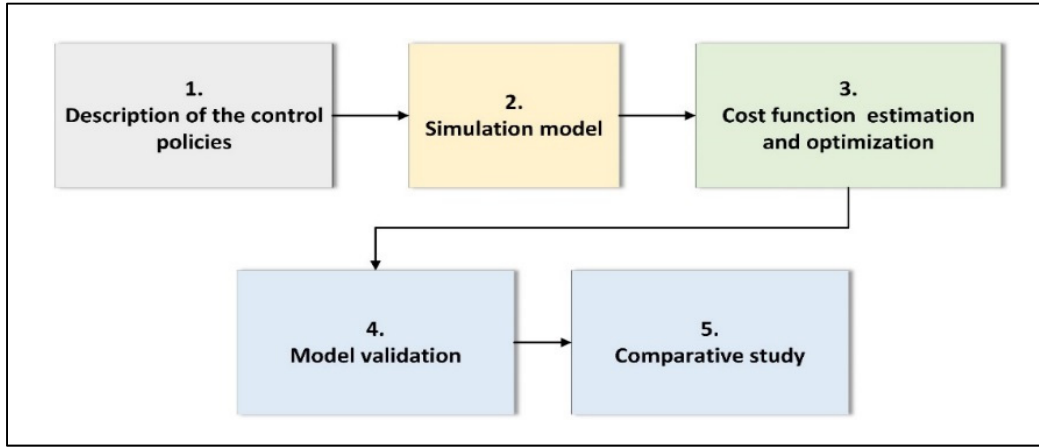 1.
Description of the control
policies
2.
Simulation model
3.
Cost function estimation
and optimization
4.
Model validation
5.
Comparative study